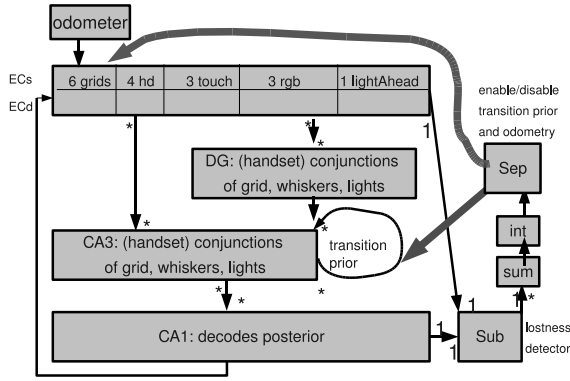 odometer
ECs
6 grids
4 hd
3 touch
3 rgb
1 lightAhead
ECd
enable/disable
transition prior
and odometry
*
*
*
1
DG: (handset) conjunctions
of grid, whiskers, lights
Sep
*
*
*
CA3: (handset) conjunctions
of grid, whiskers, lights
transition
prior
int
sum
*
*
*
1
1
*
CA1: decodes posterior
1
1
Sub
lostness
detector